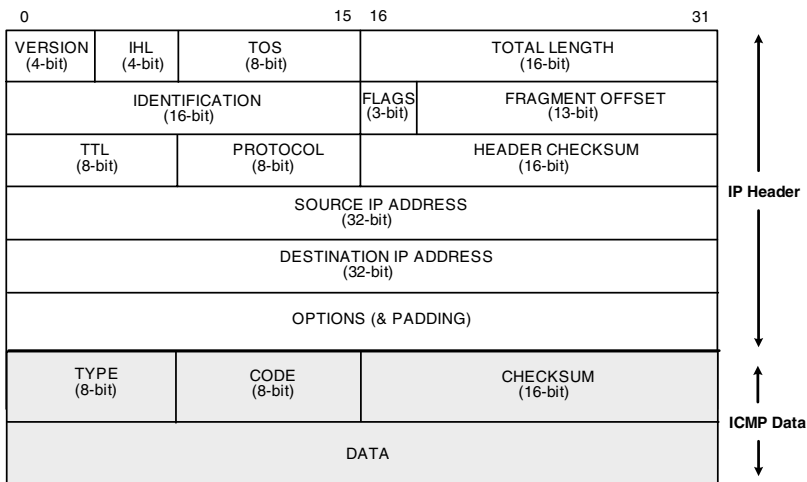 0 15 16 31
VERSION IHL TOS TOTAL LENGTH
(4-bit) (4-bit) (8-bit) (16-bit)
IDENTIFICATION FLAGS FRAGMENT OFFSET
(16-bit) (3-bit) (13-bit)
TTL PROTOCOL HEADER CHECKSUM
(8-bit) (8-bit) (16-bit)
IP Header
SOURCE IP ADDRESS
(32-bit)
DESTINATION IP ADDRESS
(32-bit)
OPTIONS (& PADDING)
TYPE CODE CHECKSUM
(8-bit) (8-bit) (16-bit)
ICMP Data
DATA